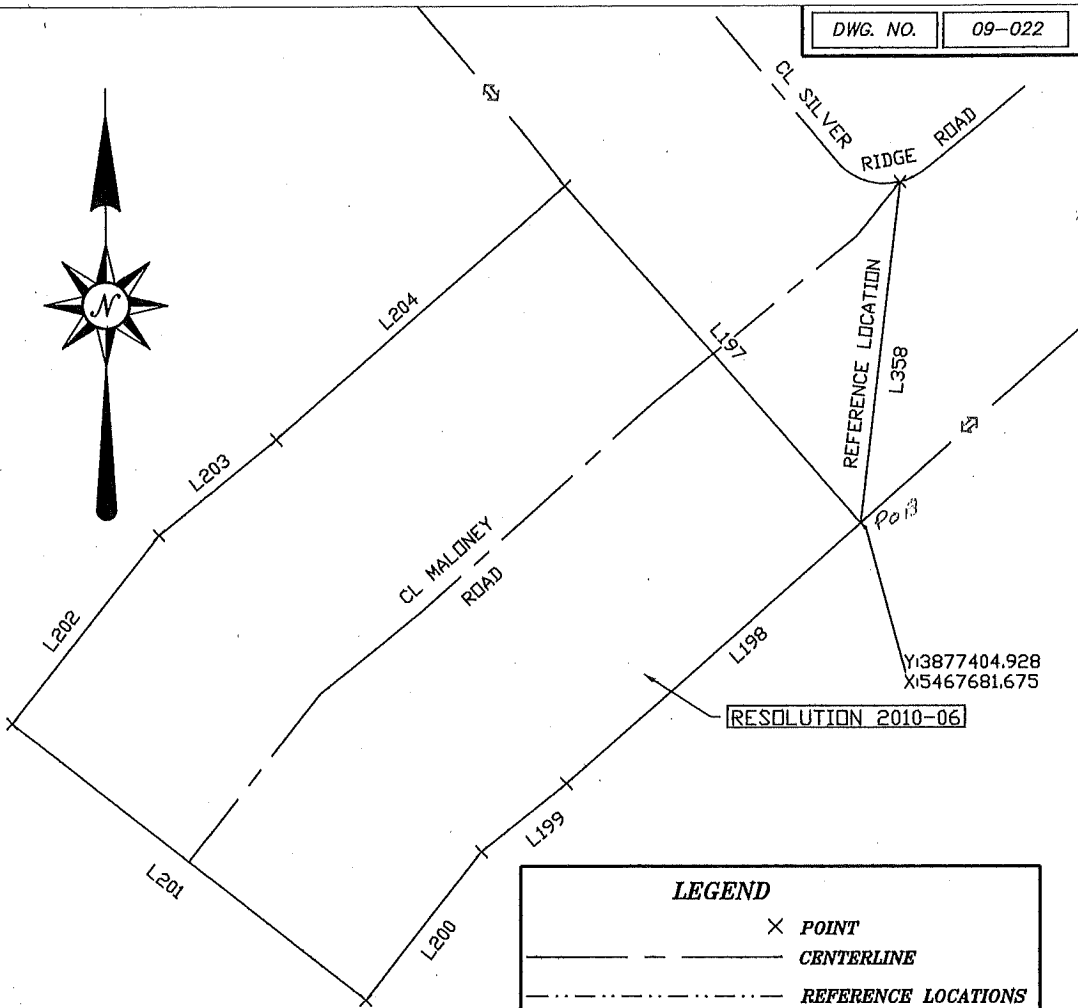 DWG. NO. 09-022
CL SILVER
RIDGE
ROAD
N
L204
L197
REFERENCE LOCATION
L358
L203
POB
CL MALONEY
ROAD
L202
L198
Y:3877404.928
X:5467681.675
RESOLUTION 2010-06
L199
L201
L200
LEGEND
× POINT
CENTERLINE
REFERENCE LOCATIONS